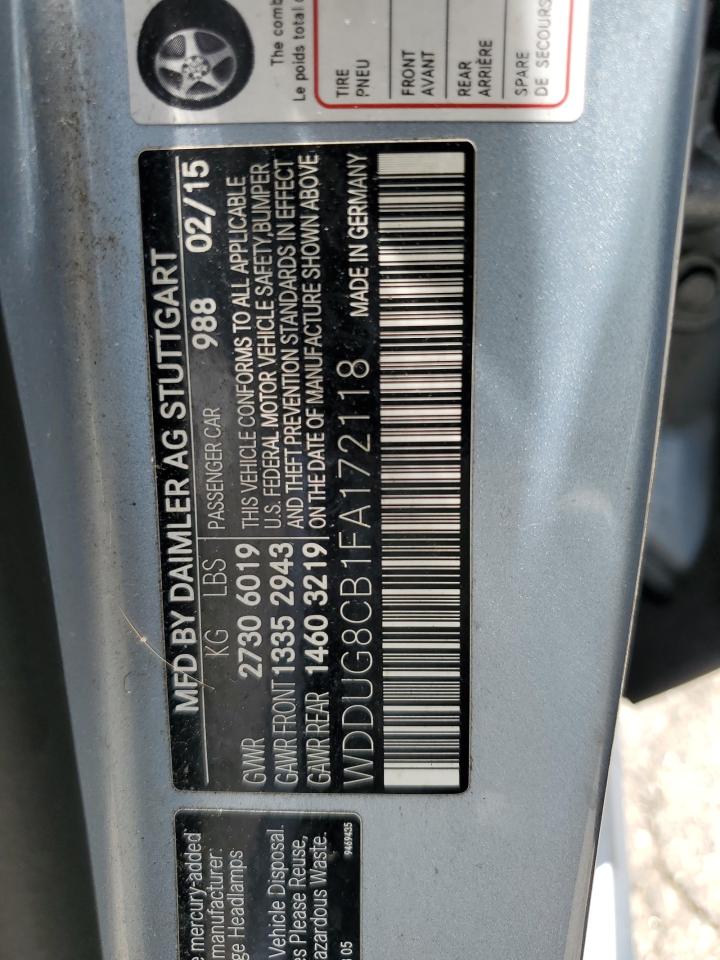 The comb
Le poids total
TIRE
PNEU
FRONT
AVANT
REAR
ARRIÈRE
SPARE
DE SECOURS
MFD BY DAIMLER AG STUTTGART
KG LBS PASSENGER CAR 988 02/15
GVWR 2730 6019 THIS VEHICLE CONFORMS TO ALL APPLICABLE
U.S. FEDERAL MOTOR VEHICLE SAFETY,BUMPER
GAWR FRONT 1335 2943 AND THEFT PREVENTION STANDARDS IN EFFECT
GAWR REAR 1460 3219 ON THE DATE OF MANUFACTURE SHOWN ABOVE
WDDUG8CB1FA172118 MADE IN GERMANY
mercury-added
manufacturer:
Headlamps
Vehicle Disposal.
Please Reuse,
Waste.
05
9469435